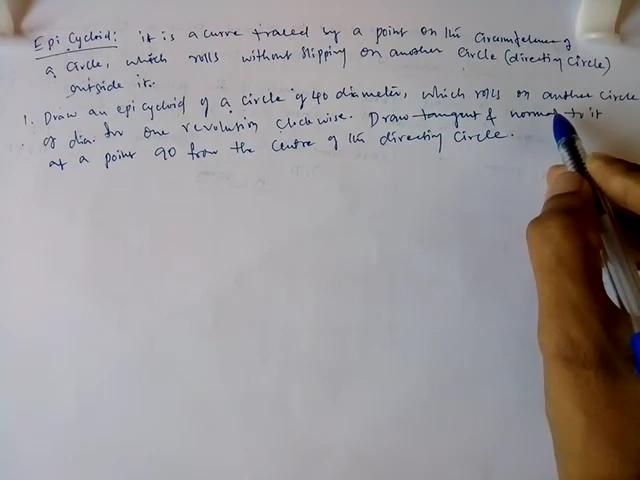 Epi Cycloid: it is a curve traced by a point on the circumference of
a circle, which rolls without slipping on another circle (directing circle)
outside it.
1. Draw an epi cycloid of a circle of 40 diameter, which rolls on another circle
of dia. for one revolution clockwise. Draw tangent & normal to it
at a point 90 from the centre of the directing circle.